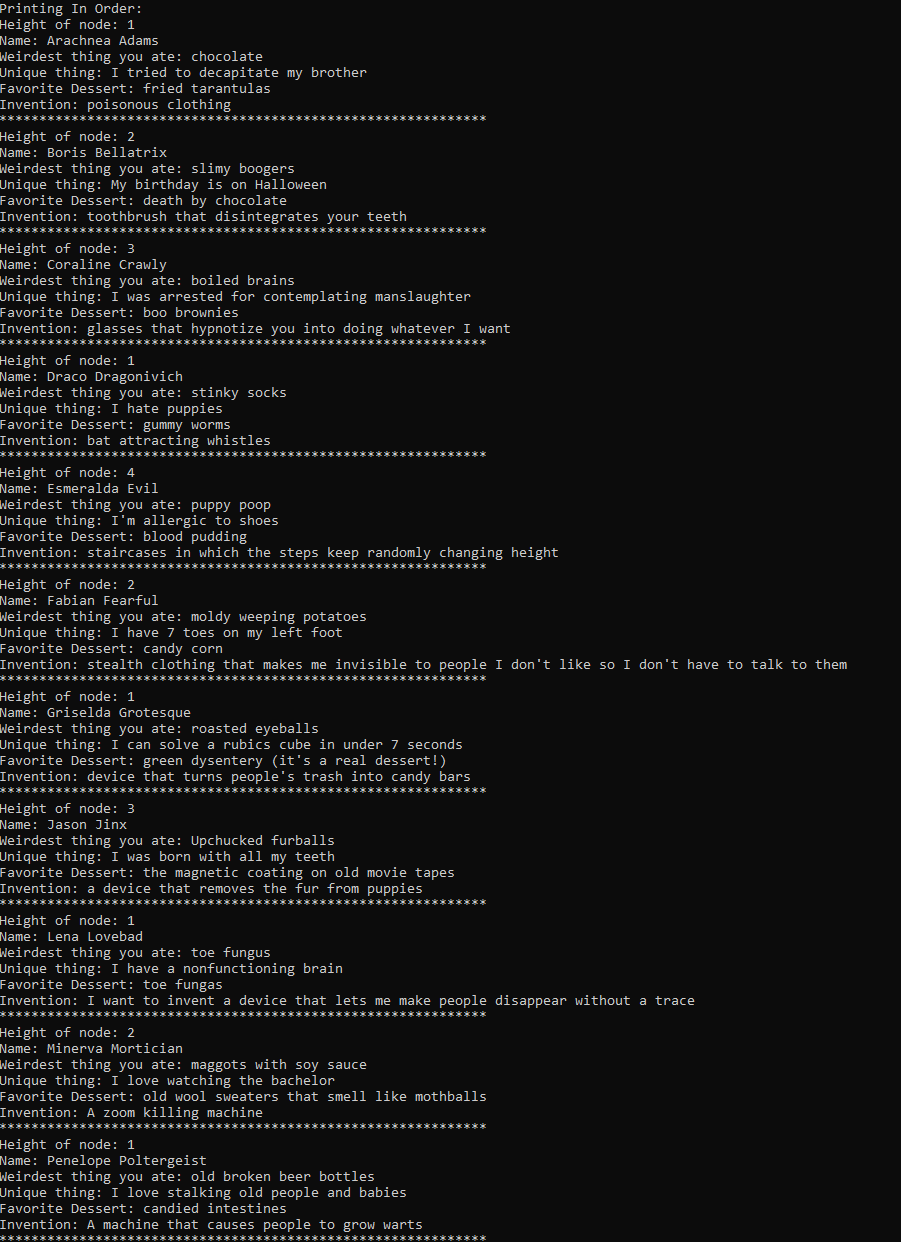 Printing In Order:
Height of node: 1
Name: Arachnea Adams
Weirdest thing you ate: chocolate
Unique thing: I tried to decapitate my brother
Favorite Dessert: fried tarantulas
Invention: poisonous clothing
*************************************************************
Height of node: 2
Name: Boris Bellatrix
Weirdest thing you ate: slimy boogers
Unique thing: My birthday is on Halloween
Favorite Dessert: death by chocolate
Invention: toothbrush that disintegrates your teeth
*************************************************************
Height of node: 3
Name: Coraline Crawly
Weirdest thing you ate: boiled brains
Unique thing: I was arrested for contemplating manslaughter
Favorite Dessert: boo brownies
Invention: glasses that hypnotize you into doing whatever I want
*************************************************************
Height of node: 1
Name: Draco Dragonivich
Weirdest thing you ate: stinky socks
Unique thing: I hate puppies
Favorite Dessert: gummy worms
Invention: bat attracting whistles
*************************************************************
Height of node: 4
Name: Esmeralda Evil
Weirdest thing you ate: puppy poop
Unique thing: I'm allergic to shoes
Favorite Dessert: blood pudding
Invention: staircases in which the steps keep randomly changing height
*************************************************************
Height of node: 2
Name: Fabian Fearful
Weirdest thing you ate: moldy weeping potatoes
Unique thing: I have 7 toes on my left foot
Favorite Dessert: candy corn
Invention: stealth clothing that makes me invisible to people I don't like so I don't have to talk to them
*************************************************************
Height of node: 1
Name: Griselda Grotesque
Weirdest thing you ate: roasted eyeballs
Unique thing: I can solve a rubics cube in under 7 seconds
Favorite Dessert: green dysentery (it's a real dessert!)
Invention: device that turns people's trash into candy bars
*************************************************************
Height of node: 3
Name: Jason Jinx
Weirdest thing you ate: Upchucked furballs
Unique thing: I was born with all my teeth
Favorite Dessert: the magnetic coating on old movie tapes
Invention: a device that removes the fur from puppies
*************************************************************
Height of node: 1
Name: Lena Lovebad
Weirdest thing you ate: toe fungus
Unique thing: I have a nonfunctioning brain
Favorite Dessert: toe fungas
Invention: I want to invent a device that lets me make people disappear without a trace
*************************************************************
Height of node: 2
Name: Minerva Mortician
Weirdest thing you ate: maggots with soy sauce
Unique thing: I love watching the bachelor
Favorite Dessert: old wool sweaters that smell like mothballs
Invention: A zoom killing machine
*************************************************************
Height of node: 1
Name: Penelope Poltergeist
Weirdest thing you ate: old broken beer bottles
Unique thing: I love stalking old people and babies
Favorite Dessert: candied intestines
Invention: A machine that causes people to grow warts
*************************************************************